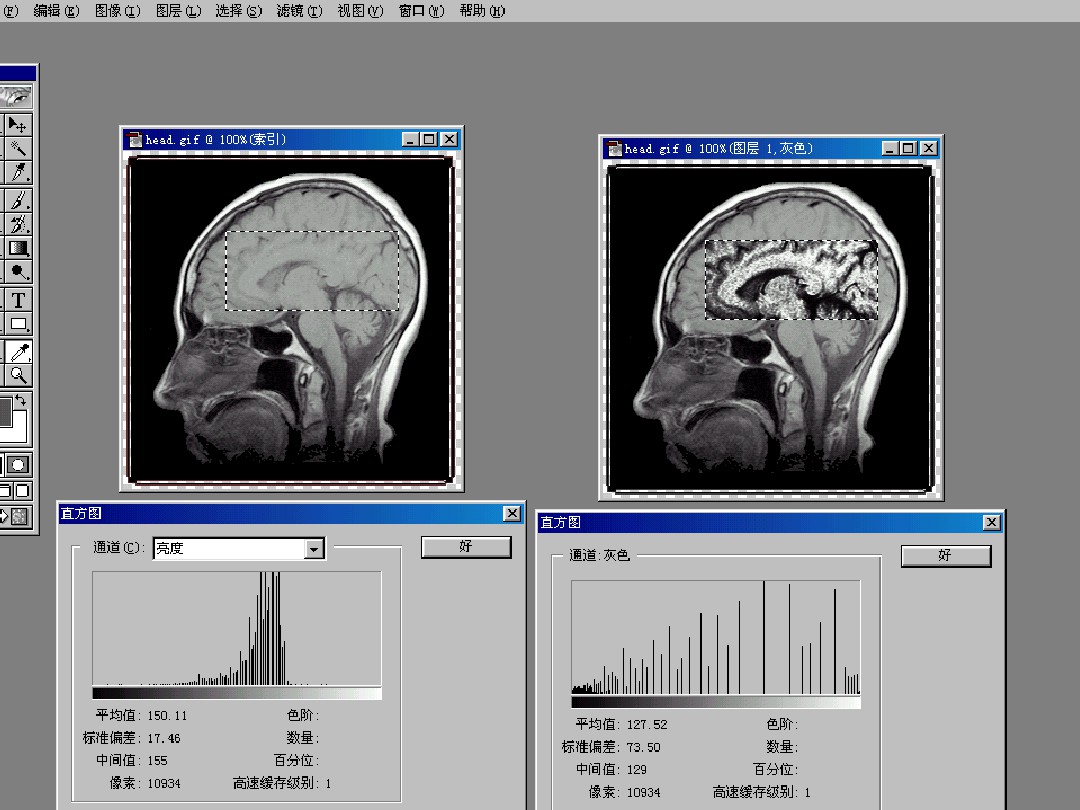 (F) 编辑(E) 图像(I) 图层(L) 选择(S) 滤镜(T) 视图(V) 窗口(W) 帮助(H)
head.gif @ 100%(索引)
head.gif @ 100%(图层 1,灰色)
T
直方图
通道(C): 亮度
好
平均值: 150.11 色阶:
标准偏差: 17.46 数量:
中间值: 155 百分位:
像素: 10934 高速缓存级别: 1
直方图
通道:灰色
好
平均值: 127.52 色阶:
标准偏差: 73.50 数量:
中间值: 129 百分位:
像素: 10934 高速缓存级别: 1